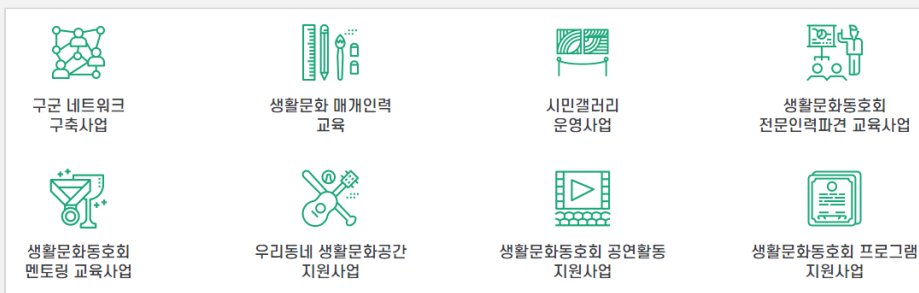 구군 네트워크
구축사업
생활문화 매개인력
교육
시민갤러리
운영사업
생활문화동호회
전문인력파견 교육사업
생활문화동호회
멘토링 교육사업
우리동네 생활문화공간
지원사업
생활문화동호회 공연활동
지원사업
생활문화동호회 프로그램
지원사업